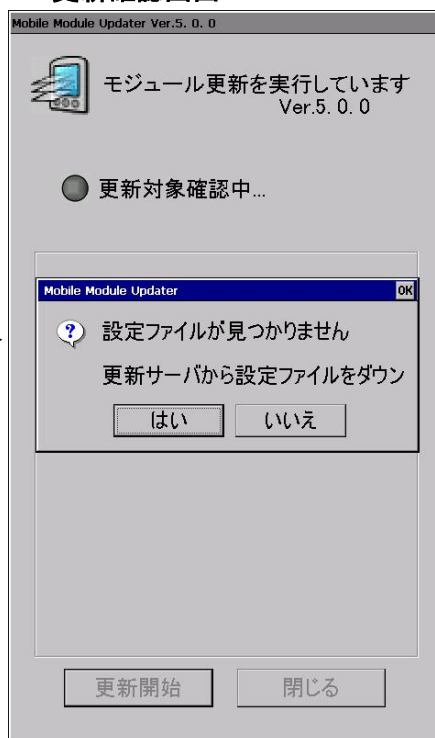 Mobile Module Updater Ver.5. 0. 0
モジュール更新を実行しています
Ver.5. 0. 0
更新対象確認中...
Mobile Module Updater
OK
設定ファイルが見つかりません
更新サーバから設定ファイルをダウン
はい
いいえ
更新開始
閉じる